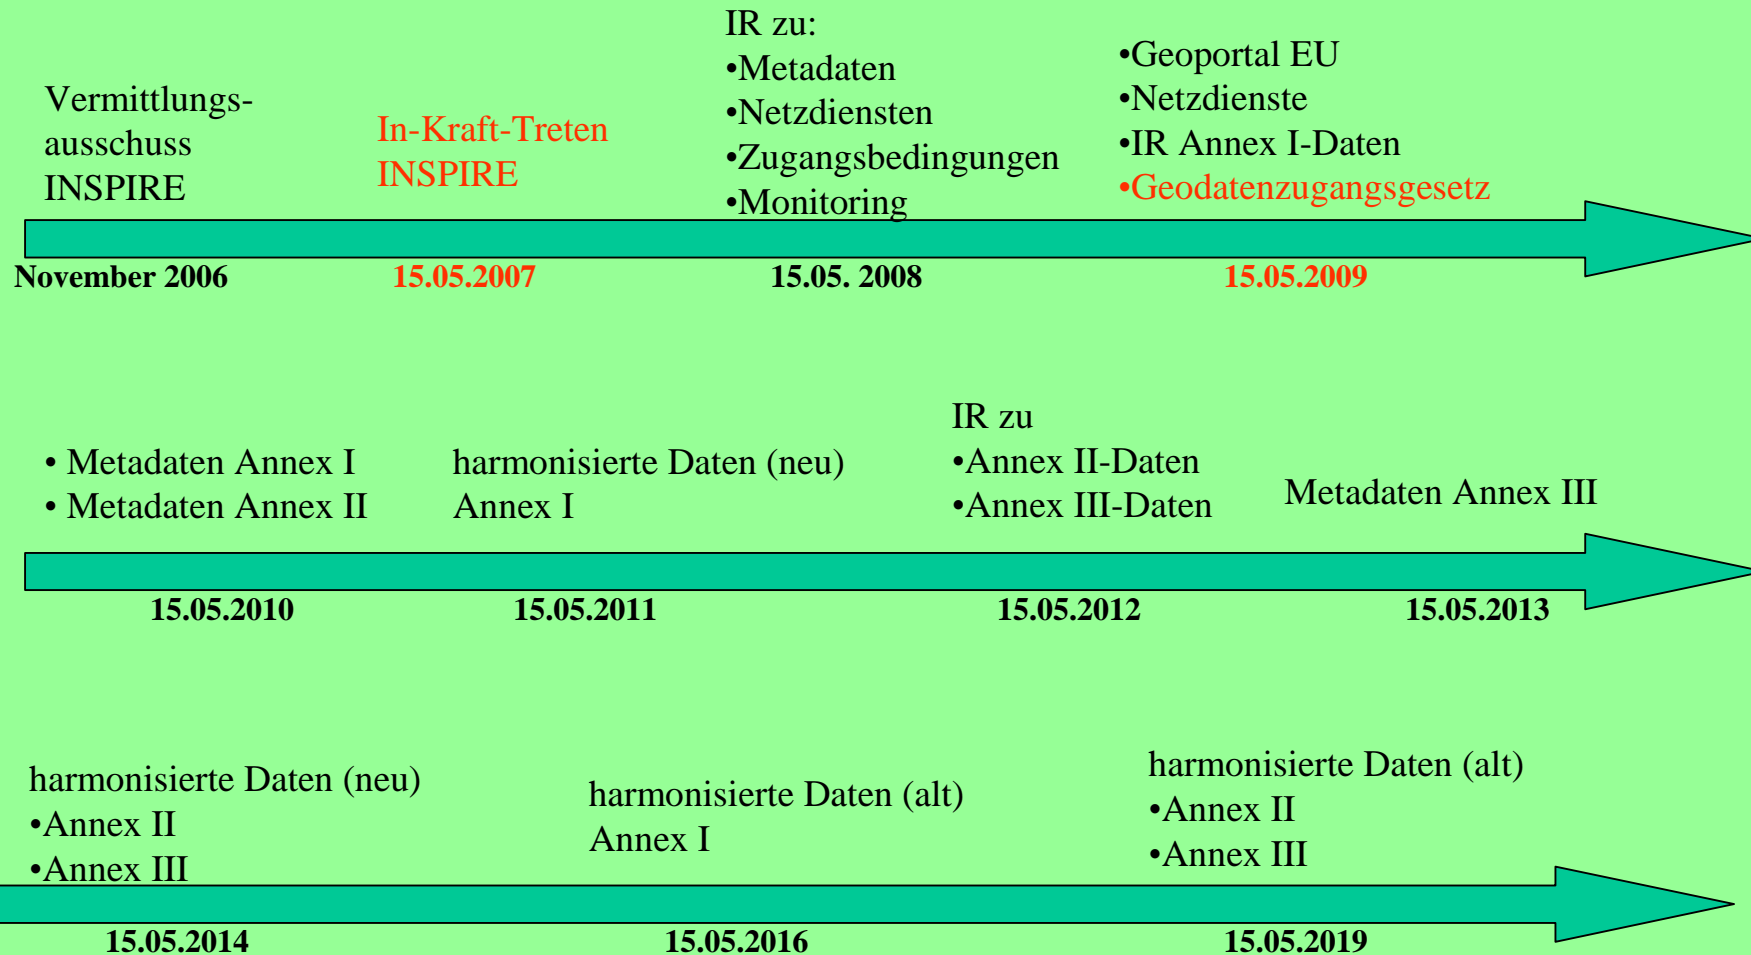 Vermittlungs-
ausschuss
INSPIRE
In-Kraft-Treten
INSPIRE
IR zu:
•Metadaten
•Netzdiensten
•Zugangsbedingungen
•Monitoring
•Geoportal EU
•Netzdienste
•IR Annex I-Daten
•Geodatenzugangsgesetz
November 2006
15.05.2007
15.05. 2008
15.05.2009
• Metadaten Annex I
• Metadaten Annex II
harmonisierte Daten (neu)
Annex I
IR zu
•Annex II-Daten
•Annex III-Daten
Metadaten Annex III
15.05.2010
15.05.2011
15.05.2012
15.05.2013
harmonisierte Daten (neu)
•Annex II
•Annex III
harmonisierte Daten (alt)
Annex I
harmonisierte Daten (alt)
•Annex II
•Annex III
15.05.2014
15.05.2016
15.05.2019